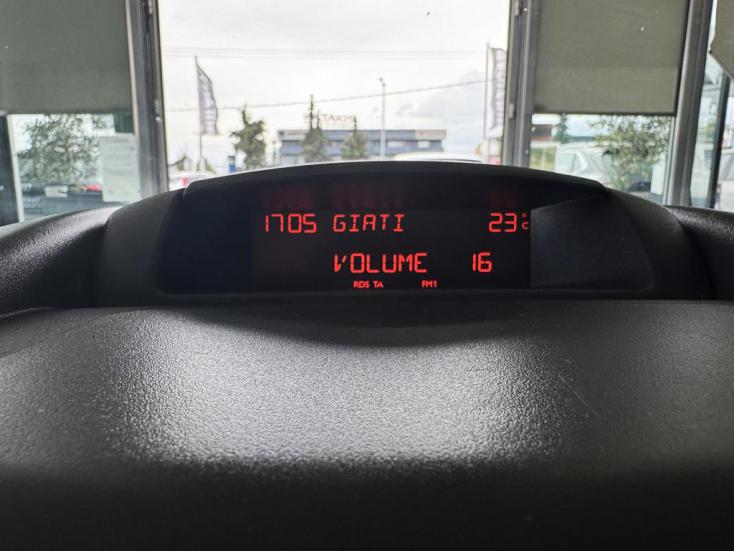 1705 GIATI 23°C
VOLUME 16
RDS TA FM1